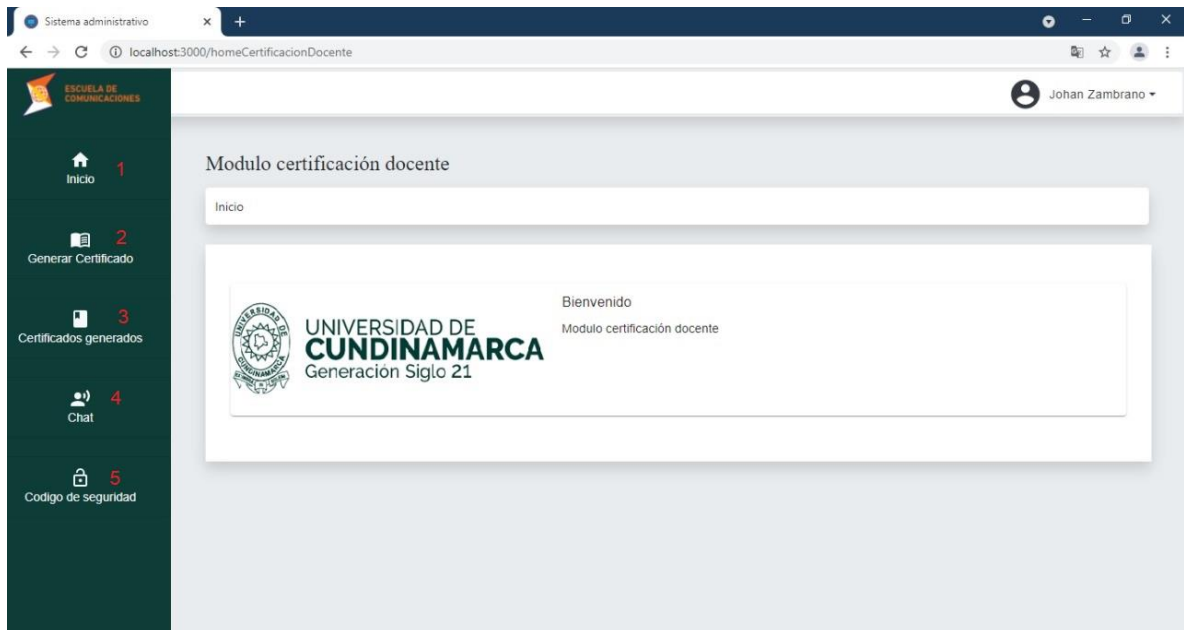 Sistema administrativo
localhost:3000/homeCertificacionDocente
ESCUELA DE
COMUNICACIONES
Johan Zambrano
Inicio
1
Generar Certificado
2
Certificados generados
3
Chat
4
Codigo de seguridad
5
Modulo certificación docente
Inicio
UNIVERSIDAD DE
CUNDINAMARCA
Generación Siglo 21
Bienvenido
Modulo certificación docente